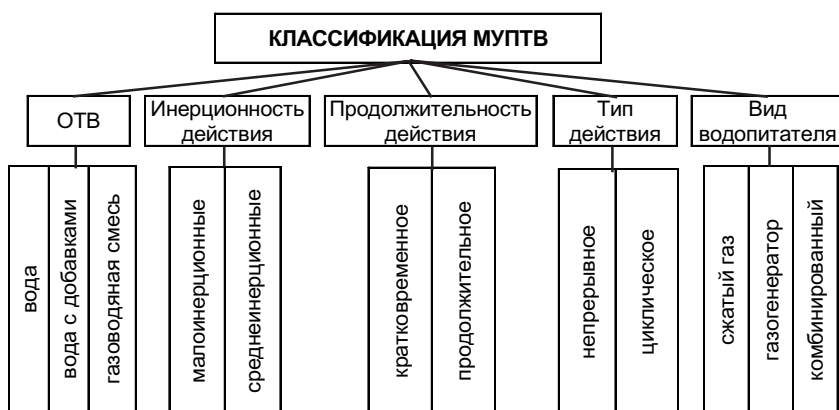 КЛАССИФИКАЦИЯ МУПТВ
ОТВ
Инерционность
действия
Продолжительность
действия
Тип
действия
Вид
водопитателя
вода
вода с добавками
газоводяная смесь
малоинерционные
среднеинерционные
кратковременное
продолжительное
непрерывное
циклическое
сжатый газ
газогенератор
комбинированный